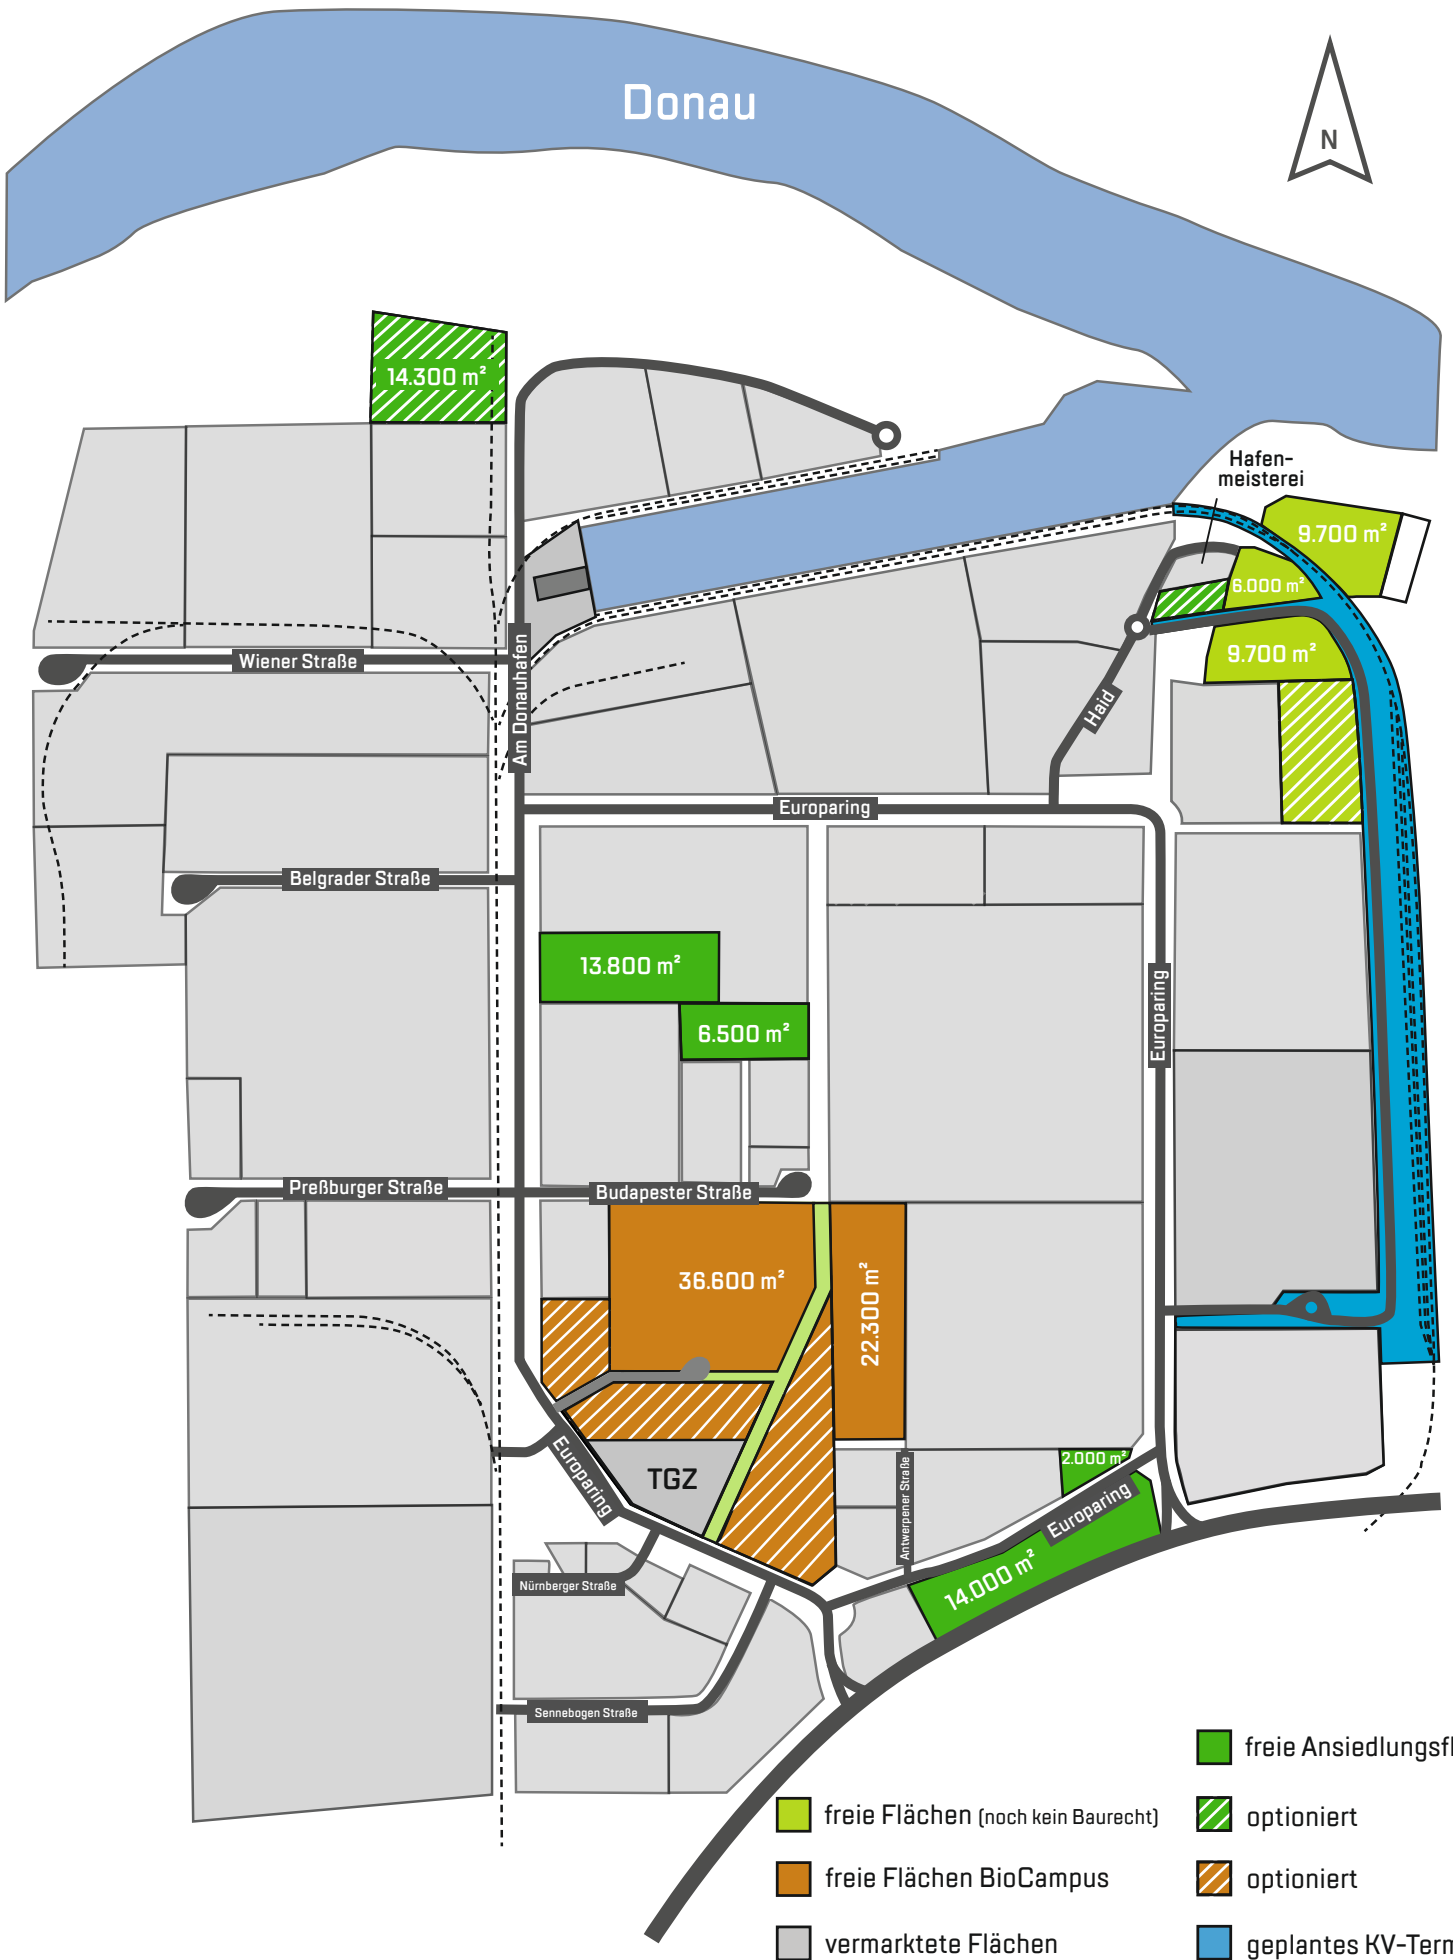 Donau
N
14.300 m²
Hafen-
meisterei
9.700 m²
6.000 m²
9.700 m²
Wiener Straße
Am Donauhafen
Haid
Europaring
Belgrader Straße
13.800 m²
6.500 m²
Europaring
Preßburger Straße
Budapester Straße
36.600 m²
22.300 m²
2.000 m²
TGZ
Europaring
Antwerpener Straße
Europaring
14.000 m²
Nürnberger Straße
Sennebogen Straße
freie Ansiedlungsfl
freie Flächen (noch kein Baurecht)
optioniert
freie Flächen BioCampus
optioniert
vermarktete Flächen
geplantes KV-Term